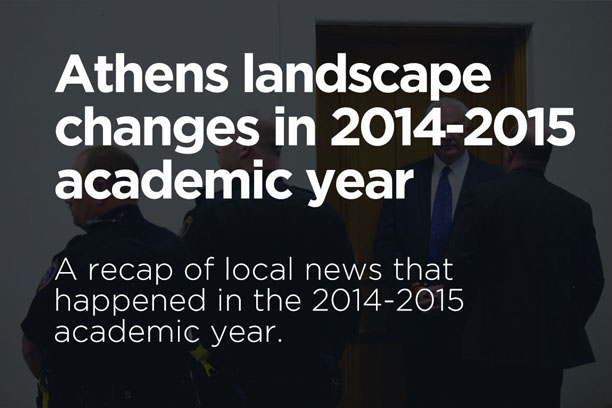 Athens landscape
changes in 2014-2015
academic year
A recap of local news that
happened in the 2014-2015
academic year.